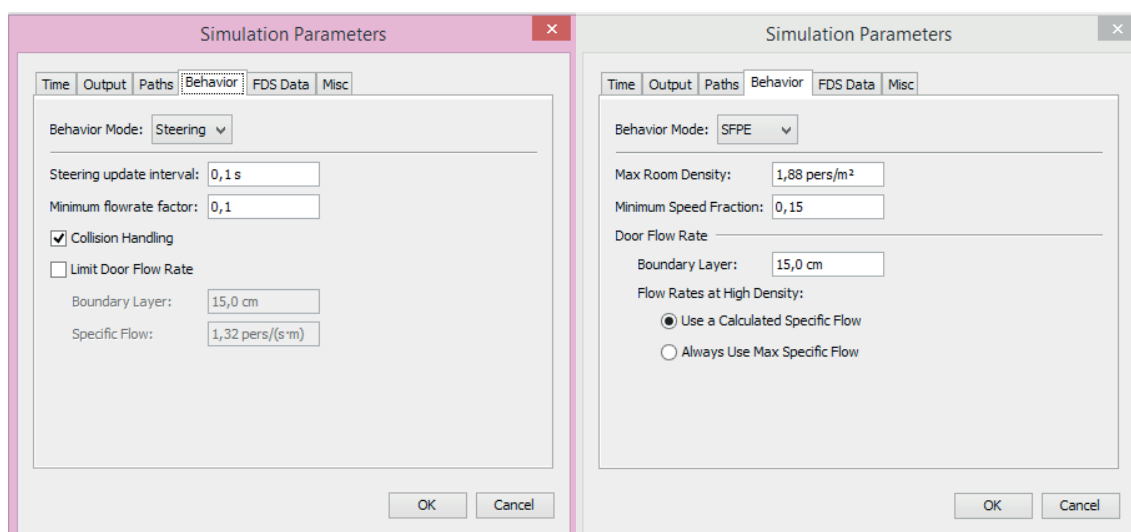 Simulation Parameters
Time Output Paths Behavior FDS Data Misc
Behavior Mode: Steering
Steering update interval: 0,1 s
Minimum flowrate factor: 0,1
Collision Handling
Limit Door Flow Rate
Boundary Layer: 15,0 cm
Specific Flow: 1,32 pers/(s·m)
OK Cancel
Simulation Parameters
Time Output Paths Behavior FDS Data Misc
Behavior Mode: SFPE
Max Room Density: 1,88 pers/m²
Minimum Speed Fraction: 0,15
Door Flow Rate
Boundary Layer: 15,0 cm
Flow Rates at High Density:
Use a Calculated Specific Flow
Always Use Max Specific Flow
OK Cancel